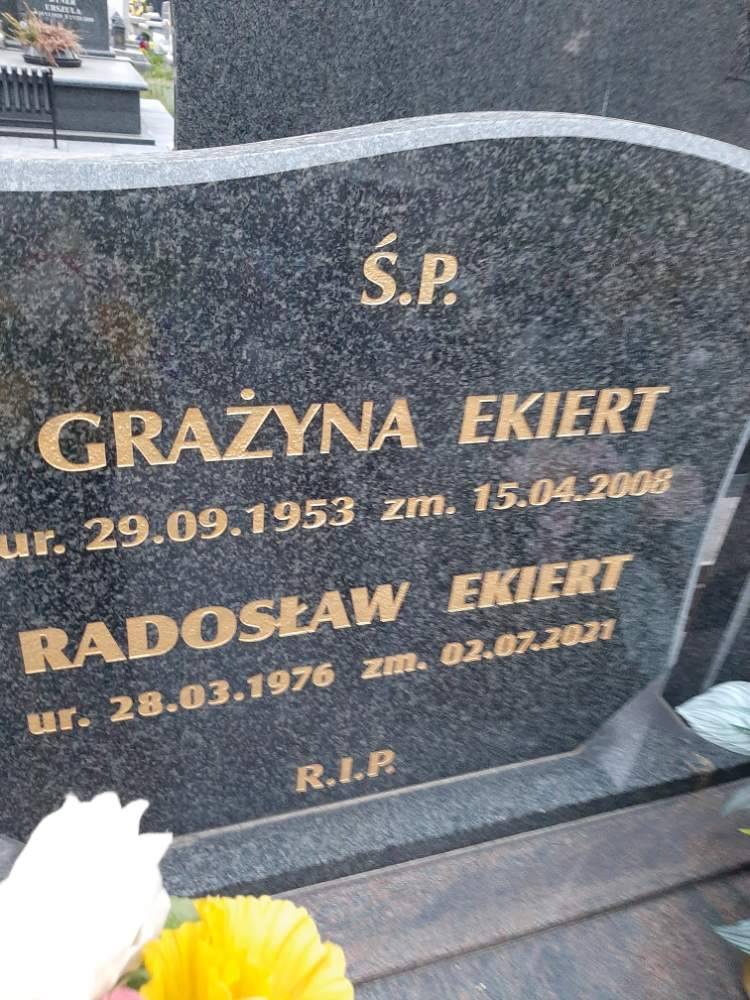 URSZULA
Ś.P.
GRAŻYNA EKIERT
ur. 29.09.1953 zm. 15.04.2008
RADOSŁAW EKIERT
ur. 28.03.1976 zm. 02.07.2021
R.I.P.